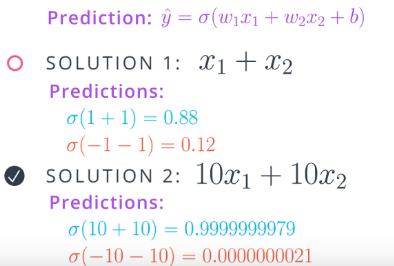 Prediction: ŷ = σ(w₁x₁ + w₂x₂ + b)
SOLUTION 1: x₁ + x₂
Predictions:
σ(1 + 1) = 0.88
σ(−1 − 1) = 0.12
SOLUTION 2: 10x₁ + 10x₂
Predictions:
σ(10 + 10) = 0.9999999979
σ(−10 − 10) = 0.0000000021